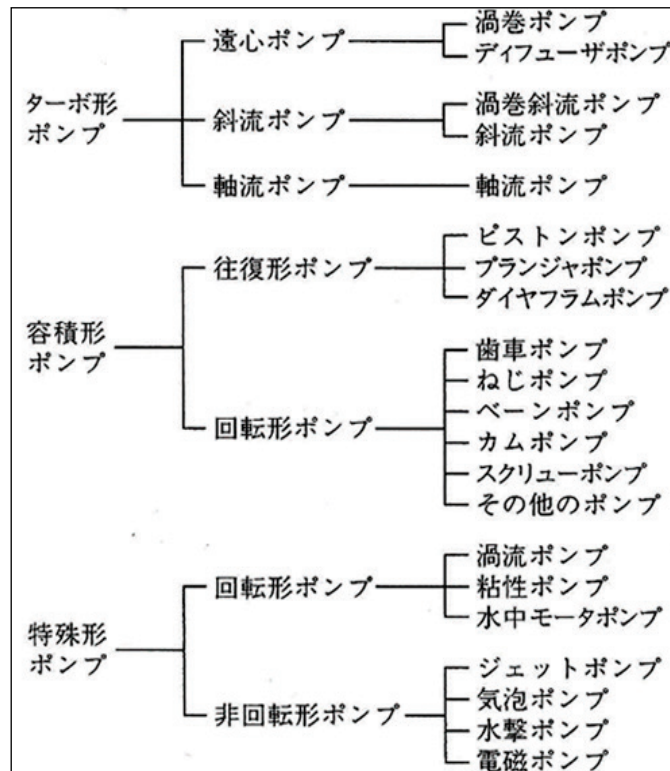 ターボ形
ポンプ
遠心ポンプ
渦巻ポンプ
ディフューザポンプ
斜流ポンプ
渦巻斜流ポンプ
斜流ポンプ
軸流ポンプ
軸流ポンプ
容積形
ポンプ
往復形ポンプ
ピストンポンプ
プランジャポンプ
ダイヤフラムポンプ
回転形ポンプ
歯車ポンプ
ねじポンプ
ベーンポンプ
カムポンプ
スクリューポンプ
その他のポンプ
特殊形
ポンプ
回転形ポンプ
渦流ポンプ
粘性ポンプ
水中モータポンプ
非回転形ポンプ
ジェットポンプ
気泡ポンプ
水撃ポンプ
電磁ポンプ